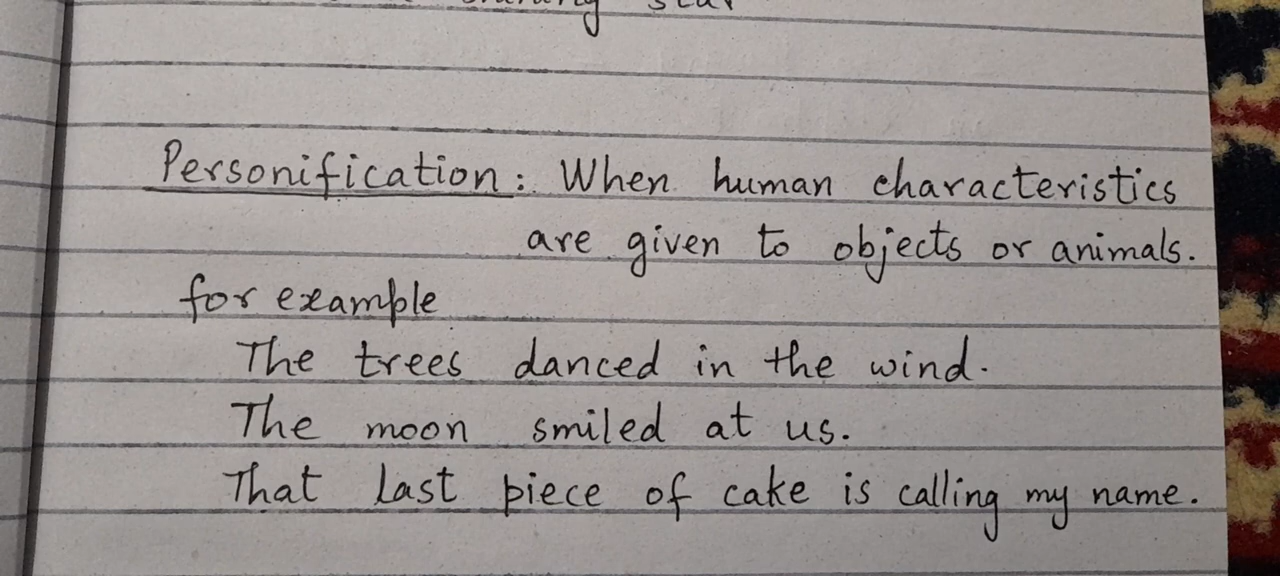 star
Personification: When human characteristics
are given to objects or animals.
for example
The trees danced in the wind.
The moon smiled at us.
That last piece of cake is calling my name.